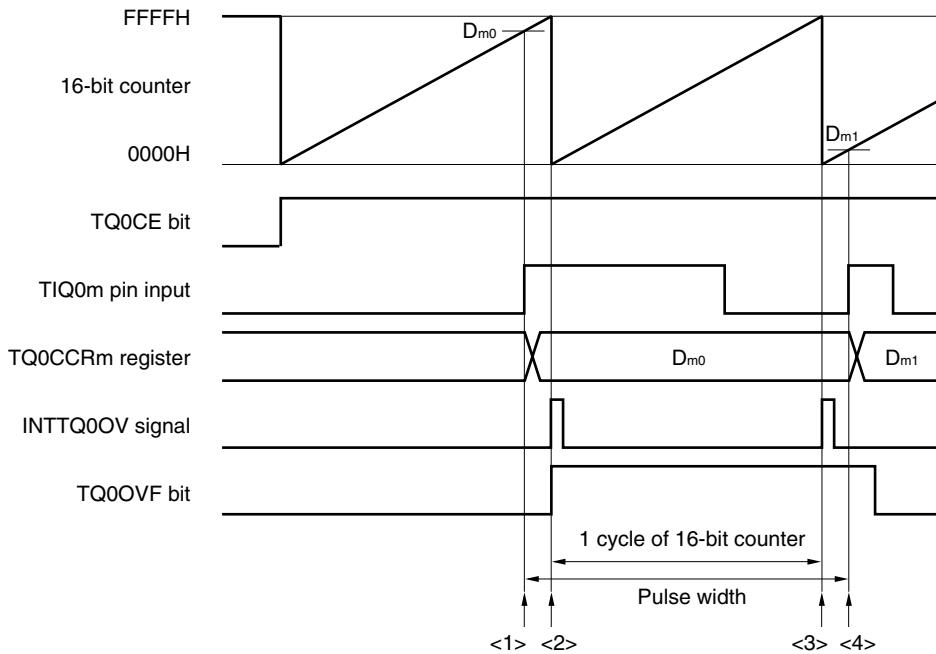 FFFFH
Dm0
16-bit counter
Dm1
0000H
TQ0CE bit
TIQ0m pin input
TQ0CCRm register
Dm0
Dm1
INTTQ0OV signal
TQ0OVF bit
1 cycle of 16-bit counter
Pulse width
<1> <2> <3> <4>